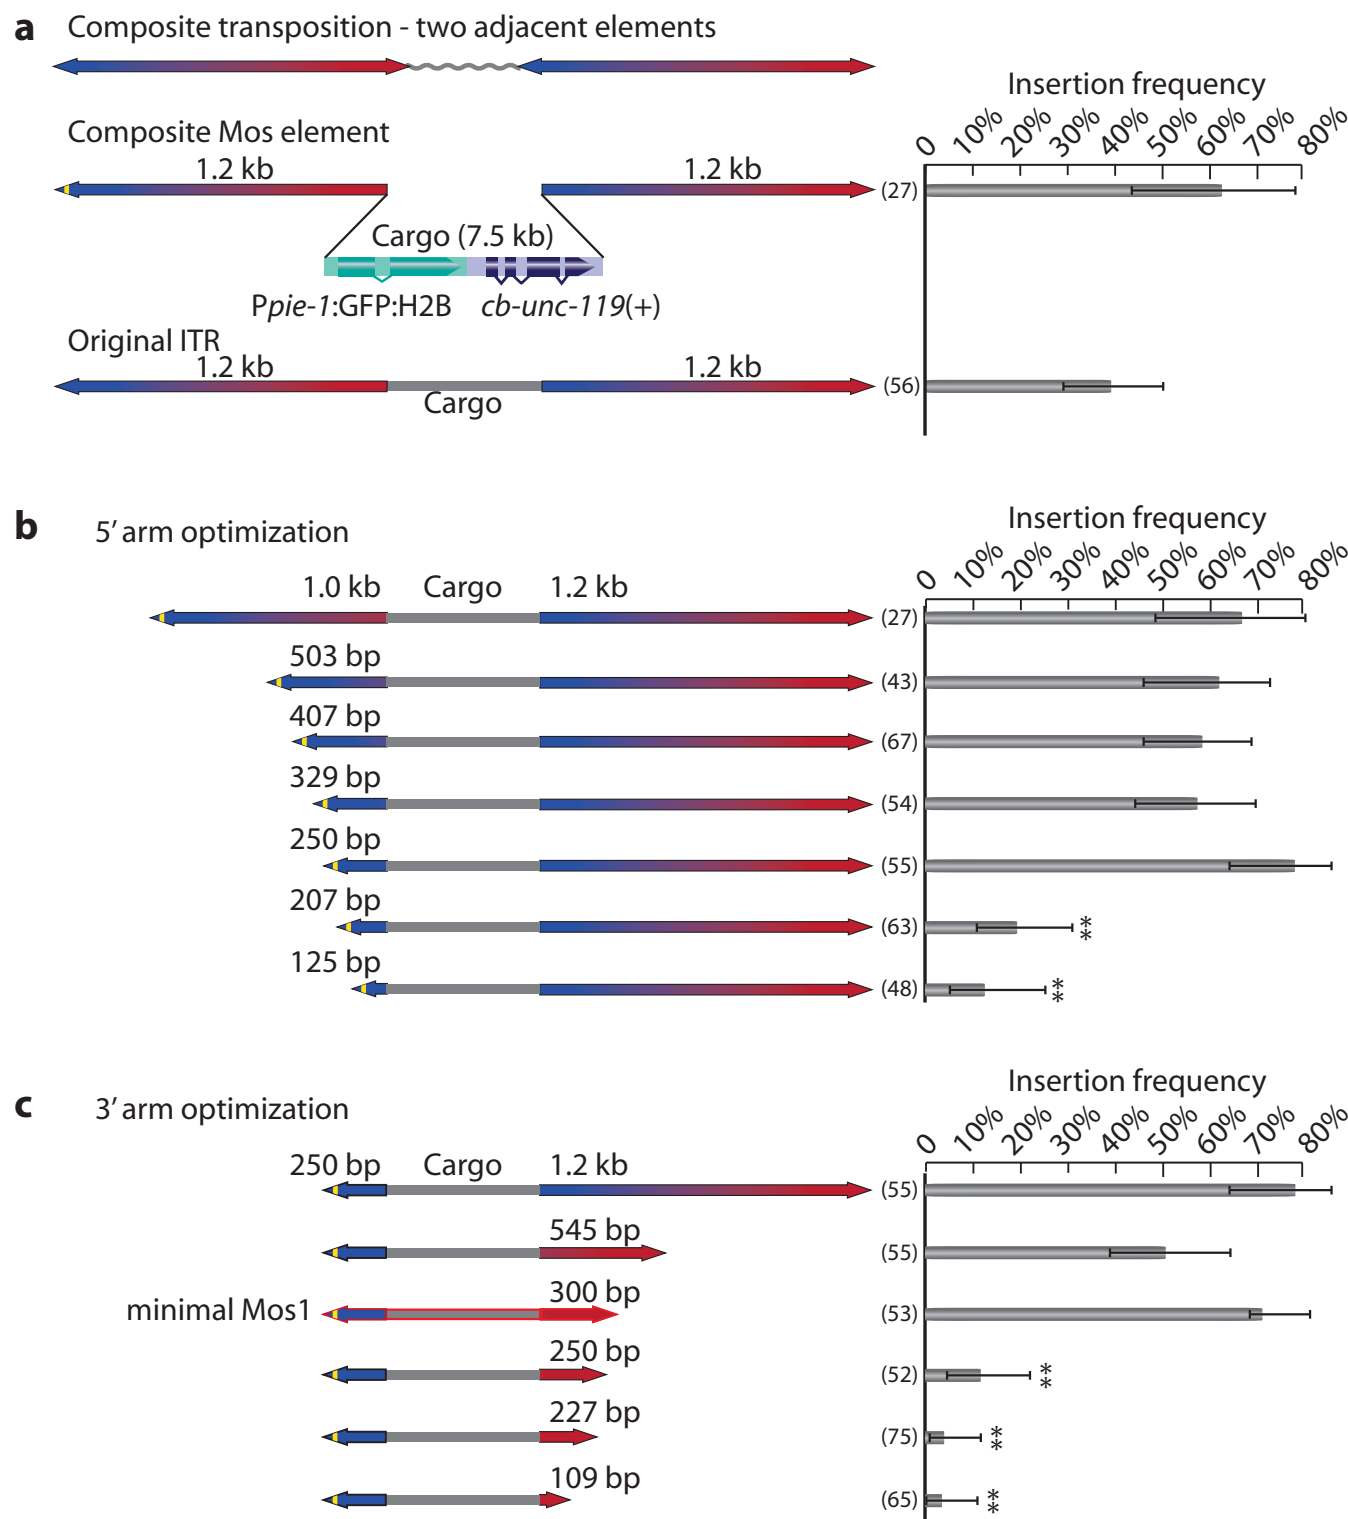 a Composite transposition - two adjacent elements
Insertion frequency
0 10% 20% 30% 40% 50% 60% 70% 80%
Composite Mos element
1.2 kb 1.2 kb (27)
Cargo (7.5 kb)
Ppie-1:GFP:H2B cb-unc-119(+)
Original ITR
1.2 kb 1.2 kb (56)
Cargo
b 5’ arm optimization
Insertion frequency
0 10% 20% 30% 40% 50% 60% 70% 80%
1.0 kb Cargo 1.2 kb
(27)
503 bp
(43)
407 bp
(67)
329 bp
(54)
250 bp
(55)
207 bp
(63) **
125 bp
(48) **
c 3’ arm optimization
Insertion frequency
0 10% 20% 30% 40% 50% 60% 70% 80%
250 bp Cargo 1.2 kb
(55)
545 bp
(55)
300 bp
minimal Mos1 (53)
250 bp
(52) **
227 bp
(75) **
109 bp
(65) **